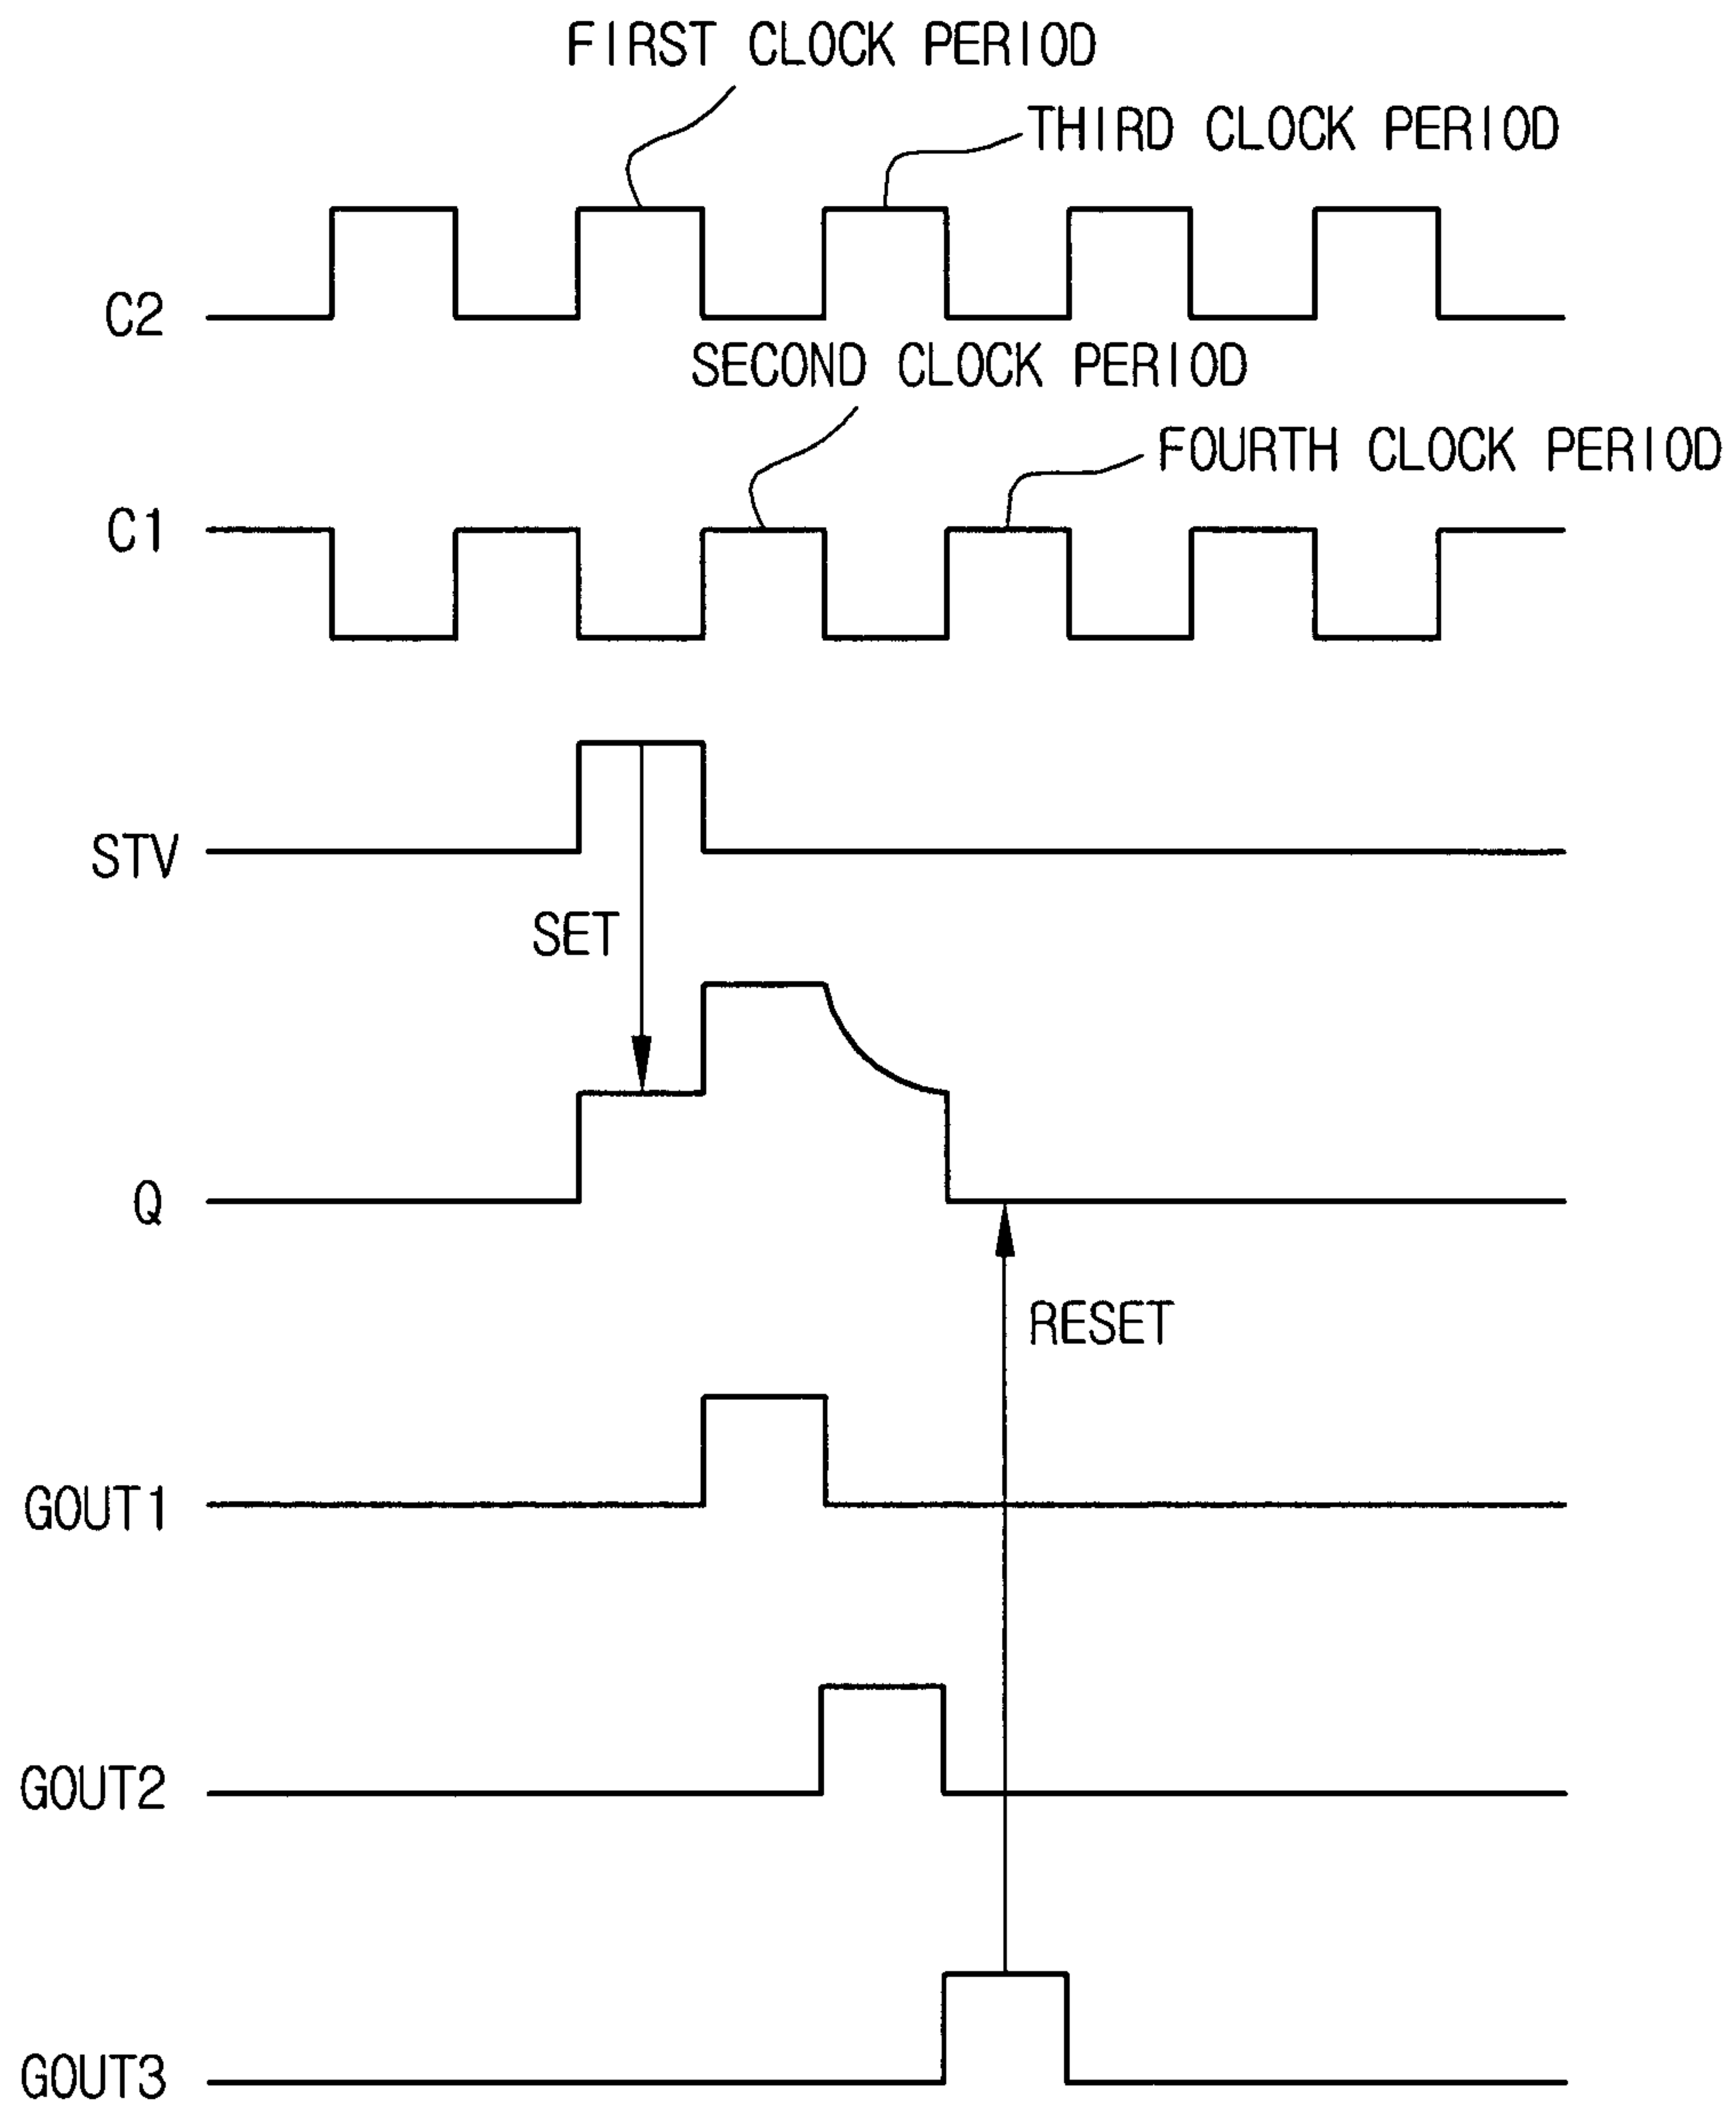 FIRST CLOCK PERIOD
THIRD CLOCK PERIOD
C2
SECOND CLOCK PERIOD
FOURTH CLOCK PERIOD
C1
STV
SET
Q
RESET
GOUT1
GOUT2
GOUT3